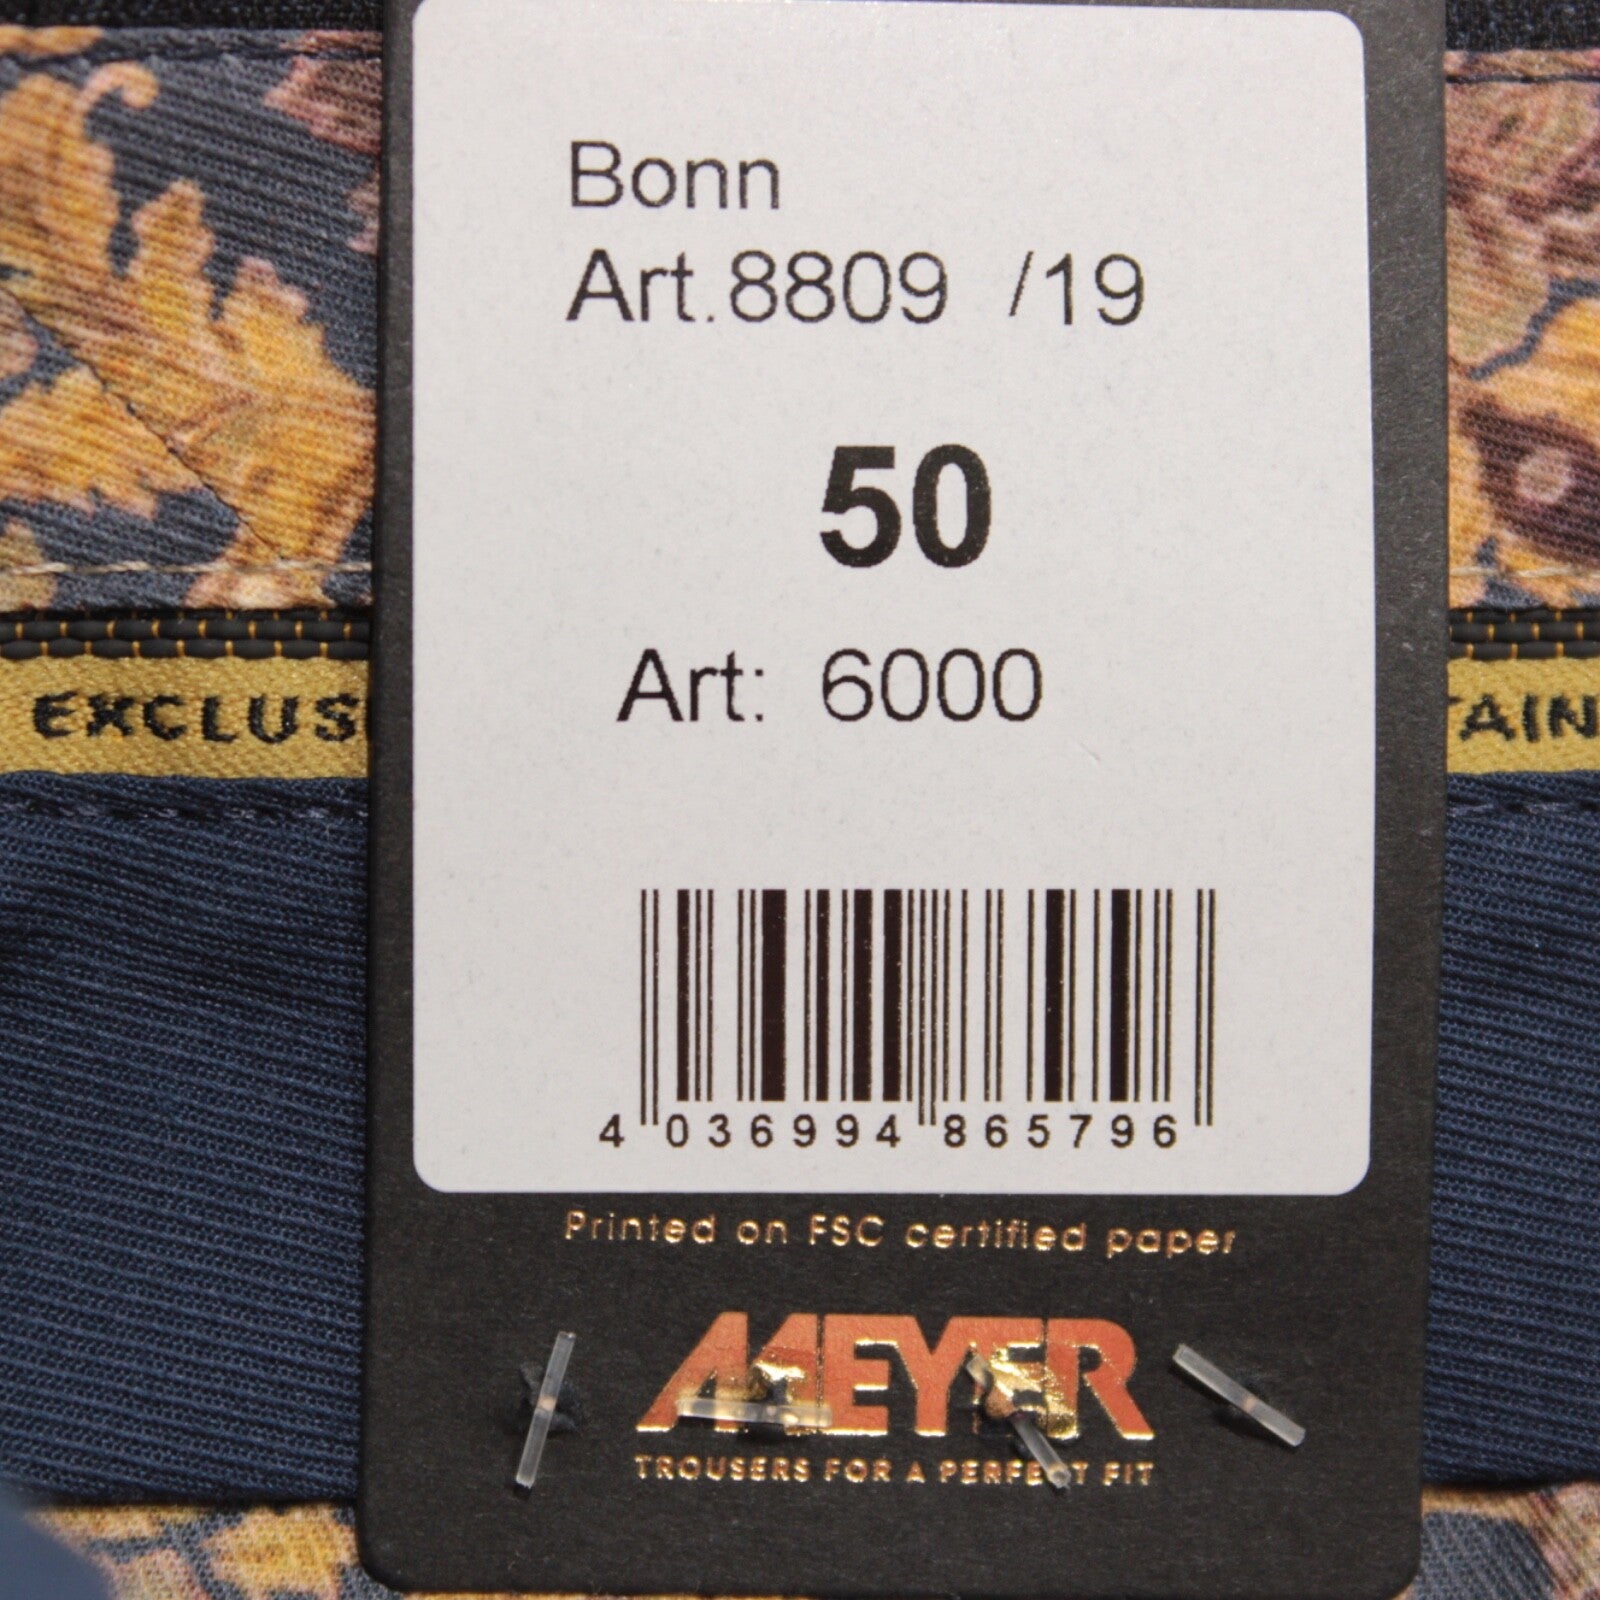 Bonn
Art.8809 /19
50
Art: 6000
EXCLUS
TAIN
4 036994 865796
Printed on FSC certified paper
MEYER
TROUSERS FOR A PERFECT FIT